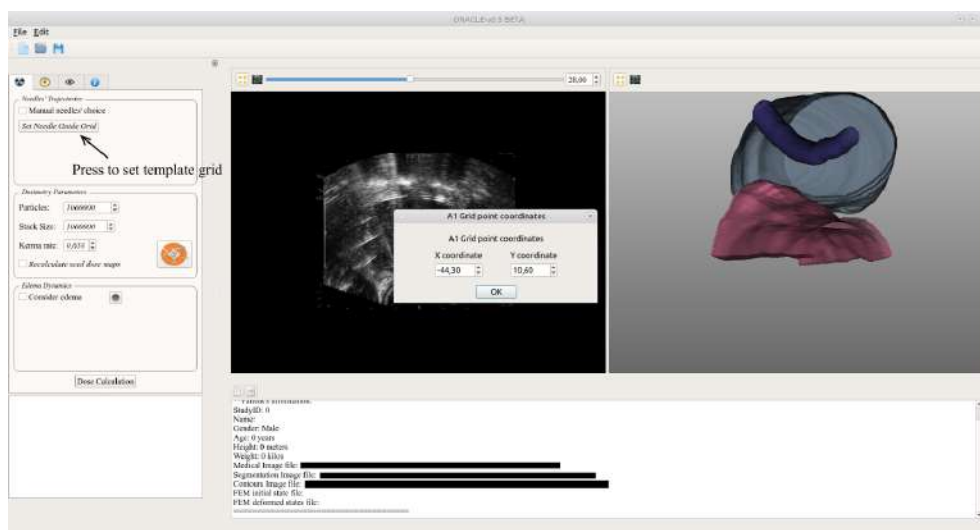 ORACLE-v0.5 BETA
File Edit
28,00
Needles' Trajectories
Manual needles' choice
Set Needle Guide Grid
Press to set template grid
Dosimetry Parameters
Particles: 1000000
Stack Size: 1000000
Kerma rate:
Recalculate seed dose maps
Edema Dynamics
Consider edema
Dose Calculation
A1 Grid point coordinates
A1 Grid point coordinates
X coordinate Y coordinate
-44,30 10,60
OK
Patient's information:
StudyID: 0
Name:
Gender: Male
Age: 0 years
Height: 0 meters
Weight: 0 kilos
Medical Image file:
Segmentation Image file:
Contours Image file:
FEM initial state file:
FEM deformed states file: